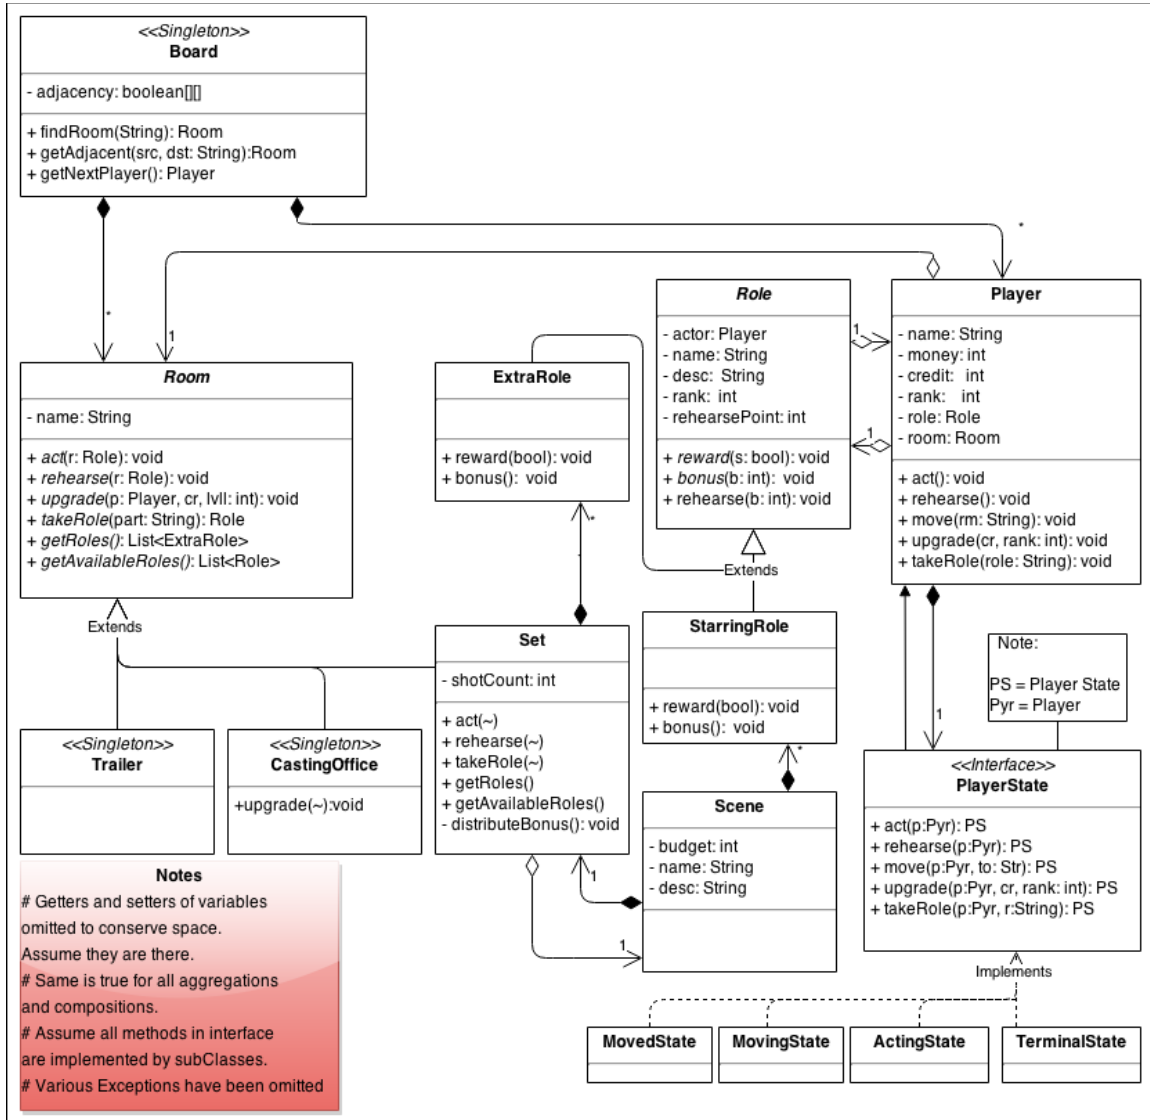 <<Singleton>>
Board
- adjacency: boolean[][]
+ findRoom(String): Room
+ getAdjacent(src, dst: String):Room
+ getNextPlayer(): Player
*
*
1
Room
- name: String
+ act(r: Role): void
+ rehearse(r: Role): void
+ upgrade(p: Player, cr, lvll: int): void
+ takeRole(part: String): Role
+ getRoles(): List<ExtraRole>
+ getAvailableRoles(): List<Role>
Extends
ExtraRole
+ reward(bool): void
+ bonus(): void
*
Role
- actor: Player
- name: String
- desc: String
- rank: int
- rehearsePoint: int
+ reward(s: bool): void
+ bonus(b: int): void
+ rehearse(b: int): void
Extends
1
1
Player
- name: String
- money: int
- credit: int
- rank: int
- role: Role
- room: Room
+ act(): void
+ rehearse(): void
+ move(rm: String): void
+ upgrade(cr, rank: int): void
+ takeRole(role: String): void
1
Note:
PS = Player State
Pyr = Player
<<Singleton>>
Trailer
<<Singleton>>
CastingOffice
+upgrade(~):void
Set
- shotCount: int
+ act(~)
+ rehearse(~)
+ takeRole(~)
+ getRoles()
+ getAvailableRoles()
- distributeBonus(): void
1
1
StarringRole
+ reward(bool): void
+ bonus(): void
*
Scene
- budget: int
- name: String
- desc: String
<<Interface>>
PlayerState
+ act(p:Pyr): PS
+ rehearse(p:Pyr): PS
+ move(p:Pyr, to: Str): PS
+ upgrade(p:Pyr, cr, rank: int): PS
+ takeRole(p:Pyr, r:String): PS
Implements
MovedState
MovingState
ActingState
TerminalState
Notes
# Getters and setters of variables
omitted to conserve space.
Assume they are there.
# Same is true for all aggregations
and compositions.
# Assume all methods in interface
are implemented by subClasses.
# Various Exceptions have been omitted